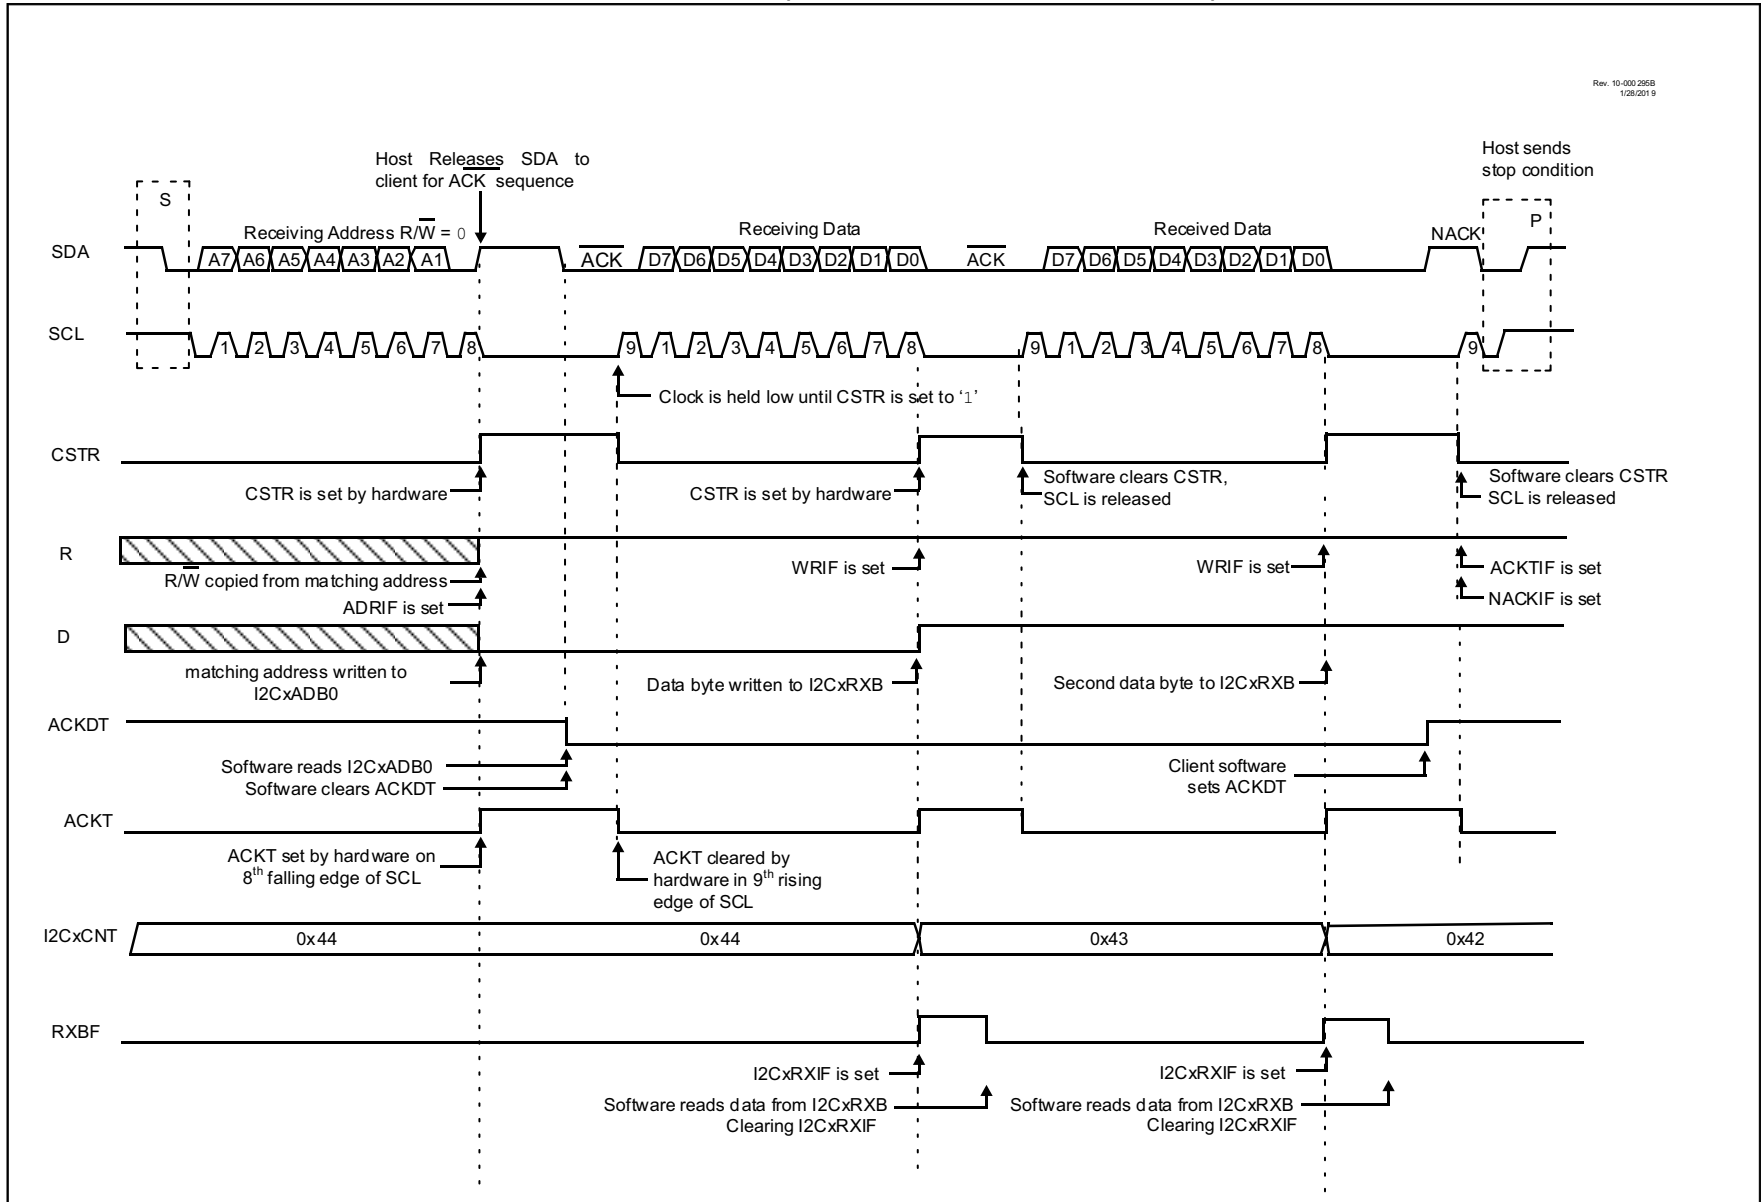 Rev. 10-000 295B
1/28/201 9
Host Releases SDA to
client for ACK sequence
Host sends
stop condition
S
P
Receiving Address R/W = 0
Receiving Data
Received Data
NACK
SDA
A7 A6 A5 A4 A3 A2 A1
ACK
D7 D6 D5 D4 D3 D2 D1 D0
ACK
D7 D6 D5 D4 D3 D2 D1 D0
SCL
1 2 3 4 5 6 7 8
9 1 2 3 4 5 6 7 8
9 1 2 3 4 5 6 7 8
9
Clock is held low until CSTR is set to ‘1’
CSTR
CSTR is set by hardware
CSTR is set by hardware
Software clears CSTR,
SCL is released
Software clears CSTR
SCL is released
R
R/W copied from matching address
ADRIF is set
WRIF is set
WRIF is set
ACKTIF is set
NACKIF is set
D
matching address written to
I2CxADB0
Data byte written to I2CxRXB
Second data byte to I2CxRXB
ACKDT
Software reads I2CxADB0
Software clears ACKDT
Client software
sets ACKDT
ACKT
ACKT set by hardware on
8th falling edge of SCL
ACKT cleared by
hardware in 9th rising
edge of SCL
I2CxCNT
0x44
0x44
0x43
0x42
RXBF
I2CxRXIF is set
Software reads data from I2CxRXB
Clearing I2CxRXIF
I2CxRXIF is set
Software reads data from I2CxRXB
Clearing I2CxRXIF